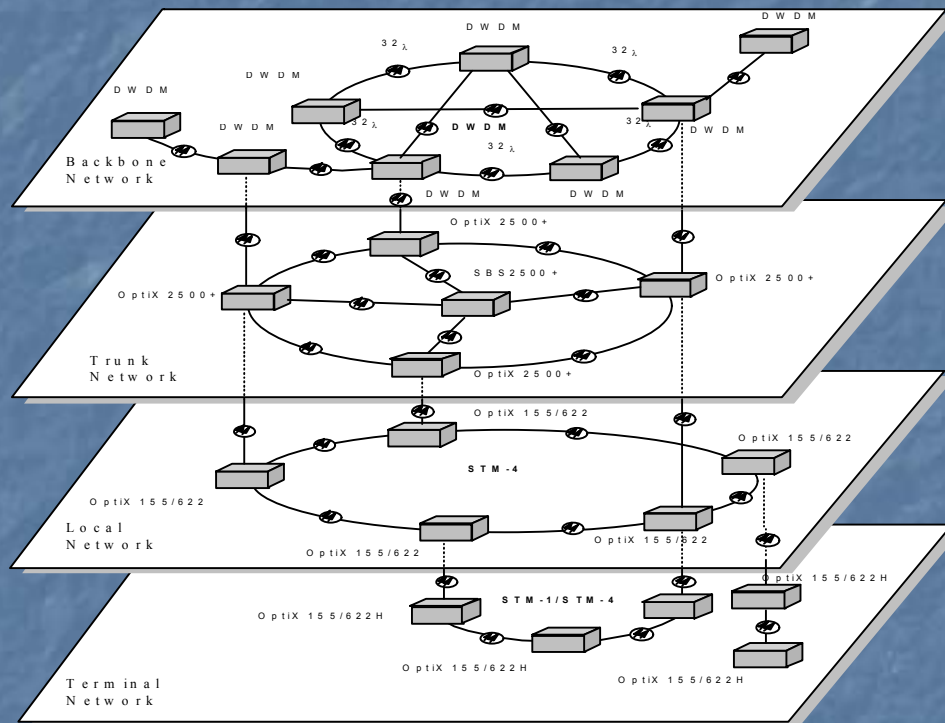 DWDM
DWDM
32λ
32λ
DWDM
DWDM
32λ
DWDM
32λ
DWDM
DWDM
32λ
Backbone
Network
DWDM
DWDM
OptiX 2500+
SBS2500+
OptiX 2500+
OptiX 2500+
Trunk
Network
OptiX 2500+
OptiX 155/622
OptiX 155/622
STM-4
OptiX 155/622
Local
Network
OptiX 155/622
OptiX 155/622
OptiX 155/622H
STM-1/STM-4
OptiX 155/622H
OptiX 155/622H
OptiX 155/622H
Terminal
Network